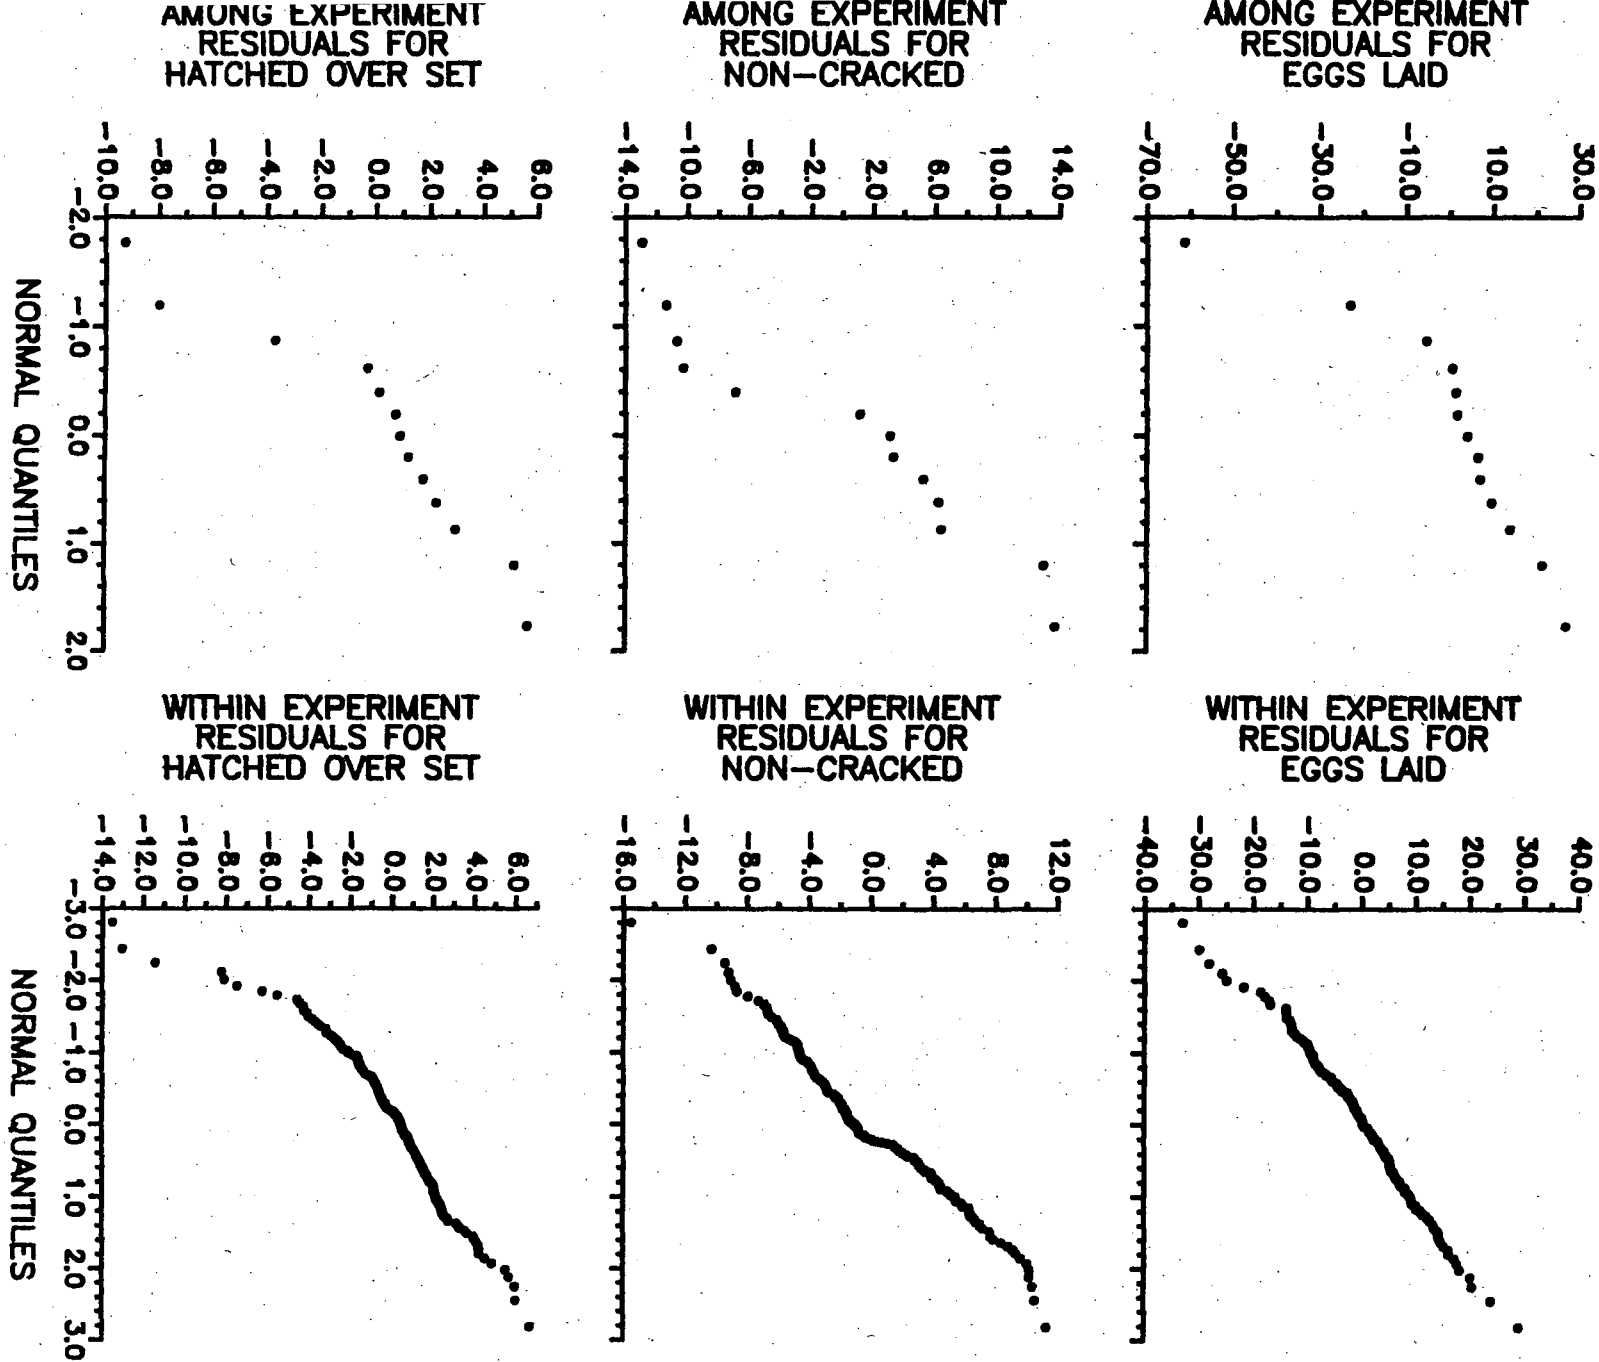 AMONG EXPERIMENT
RESIDUALS FOR
HATCHED OVER SET
AMONG EXPERIMENT
RESIDUALS FOR
NON-CRACKED
AMONG EXPERIMENT
RESIDUALS FOR
EGGS LAID
-10.0 -8.0 -6.0 -4.0 -2.0 0.0 2.0 4.0 6.0
-14.0 -10.0 -6.0 -2.0 2.0 6.0 10.0 14.0
-70.0 -50.0 -30.0 -10.0 10.0 30.0
-2.0 -1.0 0.0 1.0 2.0
NORMAL QUANTILES
WITHIN EXPERIMENT
RESIDUALS FOR
HATCHED OVER SET
WITHIN EXPERIMENT
RESIDUALS FOR
NON-CRACKED
WITHIN EXPERIMENT
RESIDUALS FOR
EGGS LAID
-14.0 -12.0 -10.0 -8.0 -6.0 -4.0 -2.0 0.0 2.0 4.0 6.0
-16.0 -12.0 -8.0 -4.0 0.0 4.0 8.0 12.0
-40.0 -30.0 -20.0 -10.0 0.0 10.0 20.0 30.0 40.0
-3.0 -2.0 -1.0 0.0 1.0 2.0 3.0
NORMAL QUANTILES